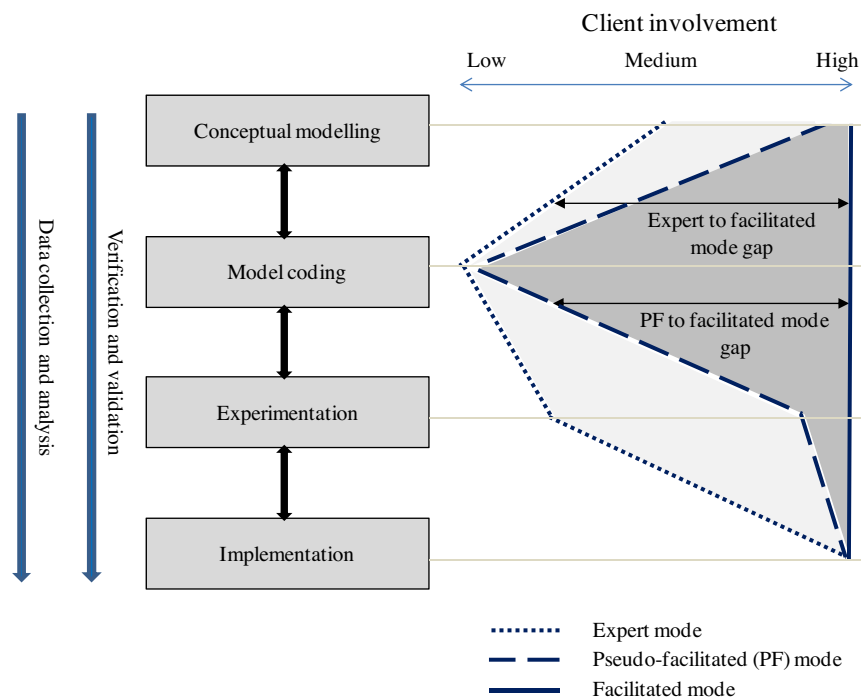 Client involvement
Low Medium High
Conceptual modelling
Model coding
Experimentation
Implementation
Data collection and analysis
Verification and validation
Expert to facilitated
mode gap
PF to facilitated mode
gap
Expert mode
Pseudo-facilitated (PF) mode
Facilitated mode